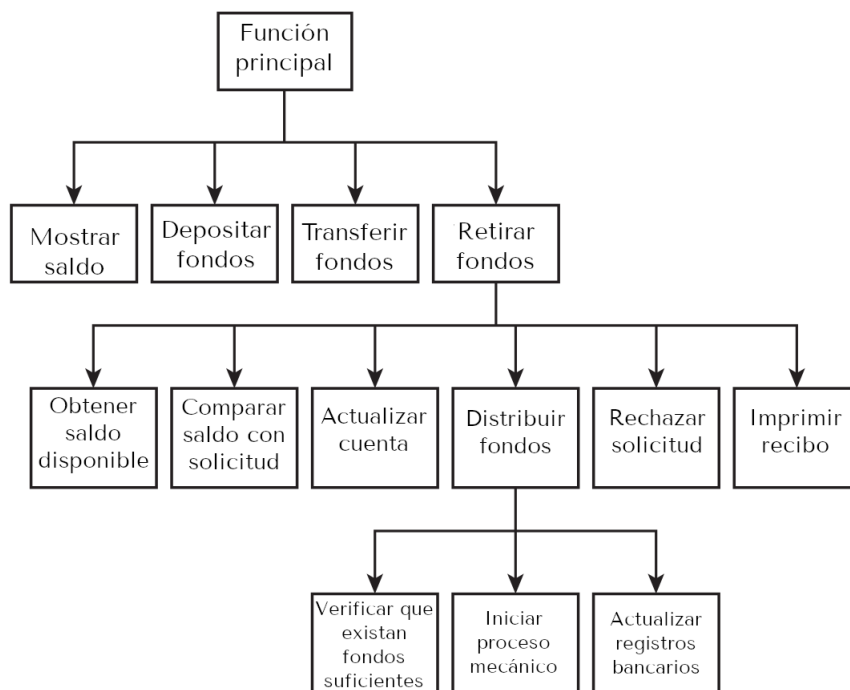 Función
principal
Mostrar
saldo
Depositar
fondos
Transferir
fondos
Retirar
fondos
Obtener
saldo
disponible
Comparar
saldo con
solicitud
Actualizar
cuenta
Distribuir
fondos
Rechazar
solicitud
Imprimir
recibo
Verificar que
existan
fondos
suficientes
Iniciar
proceso
mecánico
Actualizar
registros
bancarios